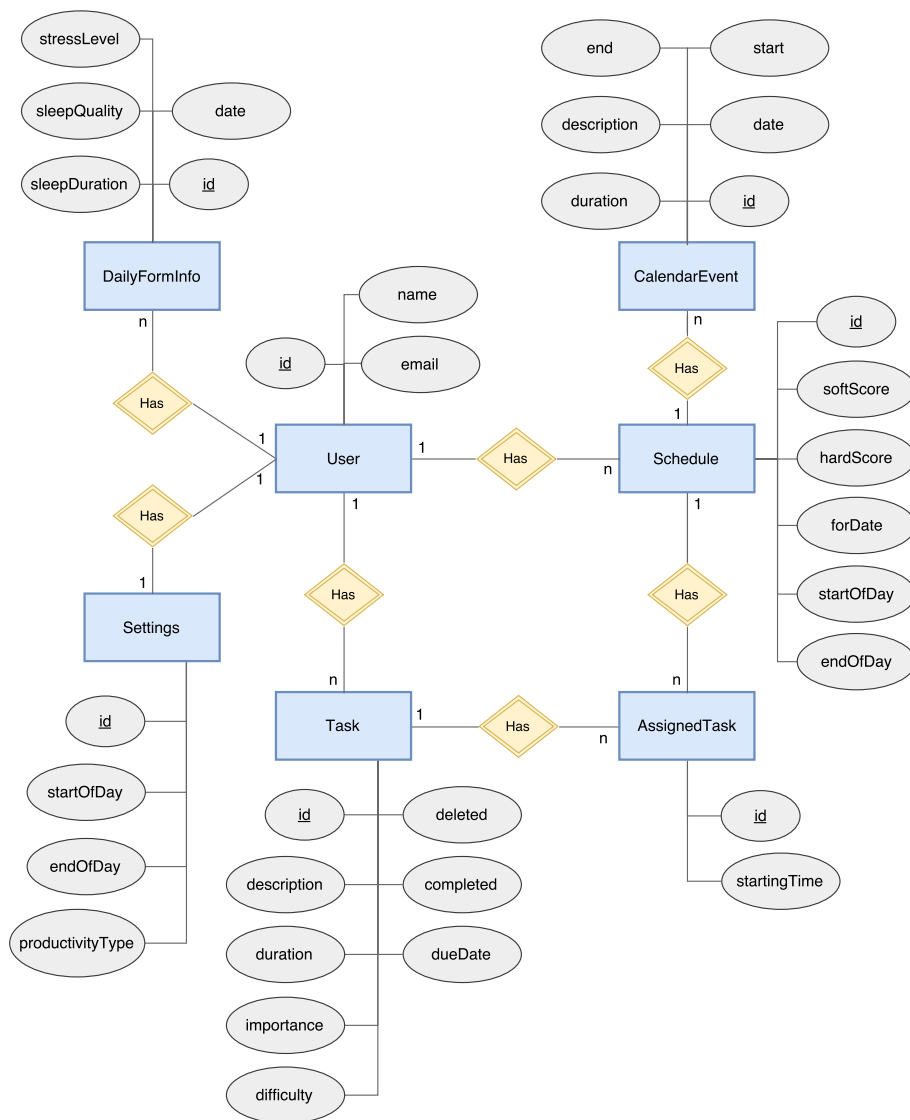 stressLevel
sleepQuality
date
sleepDuration
id
DailyFormInfo
n
Has
1
end
start
description
date
duration
id
CalendarEvent
n
Has
1
name
id
email
User
1
Has
n
Schedule
id
softScore
hardScore
forDate
startOfDay
endOfDay
1
Has
1
Settings
id
startOfDay
endOfDay
productivityType
1
Has
n
1
Has
n
Task
1
Has
n
AssignedTask
id
deleted
description
completed
duration
dueDate
importance
difficulty
id
startingTime